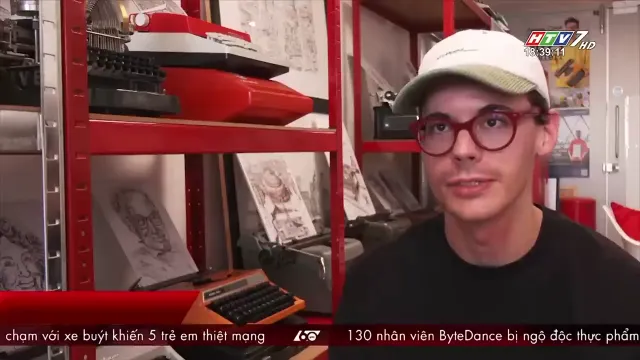 HTV7 HD
18:39:11
chạm với xe buýt khiến 5 trẻ em thiệt mạng 60 130 nhân viên ByteDance bị ngộ độc thực phẩm